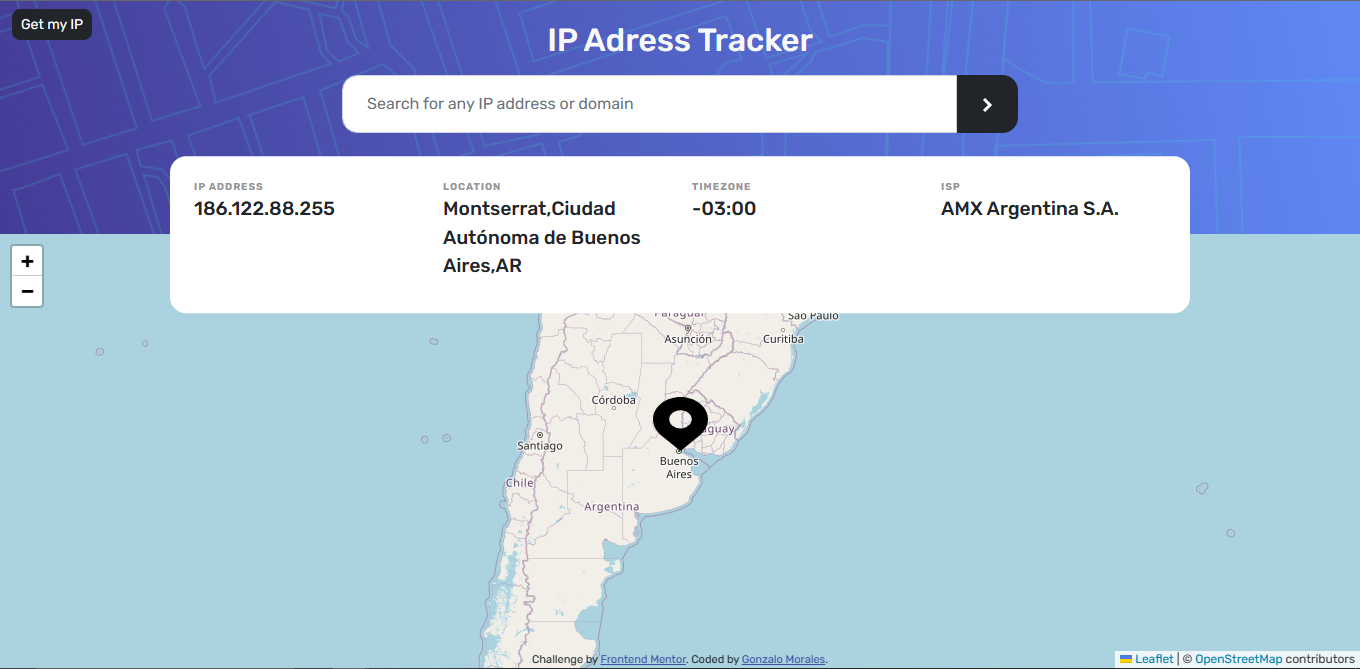 Get my IP
IP Adress Tracker
Search for any IP address or domain
IP ADDRESS
186.122.88.255
LOCATION
Montserrat,Ciudad
Autónoma de Buenos
Aires,AR
TIMEZONE
-03:00
ISP
AMX Argentina S.A.
+
−
Paraguai
São Paulo
Asunción
Curitiba
Córdoba
guay
Santiago
Buenos
Aires
Chile
Argentina
Challenge by Frontend Mentor. Coded by Gonzalo Morales.
Leaflet | © OpenStreetMap contributors